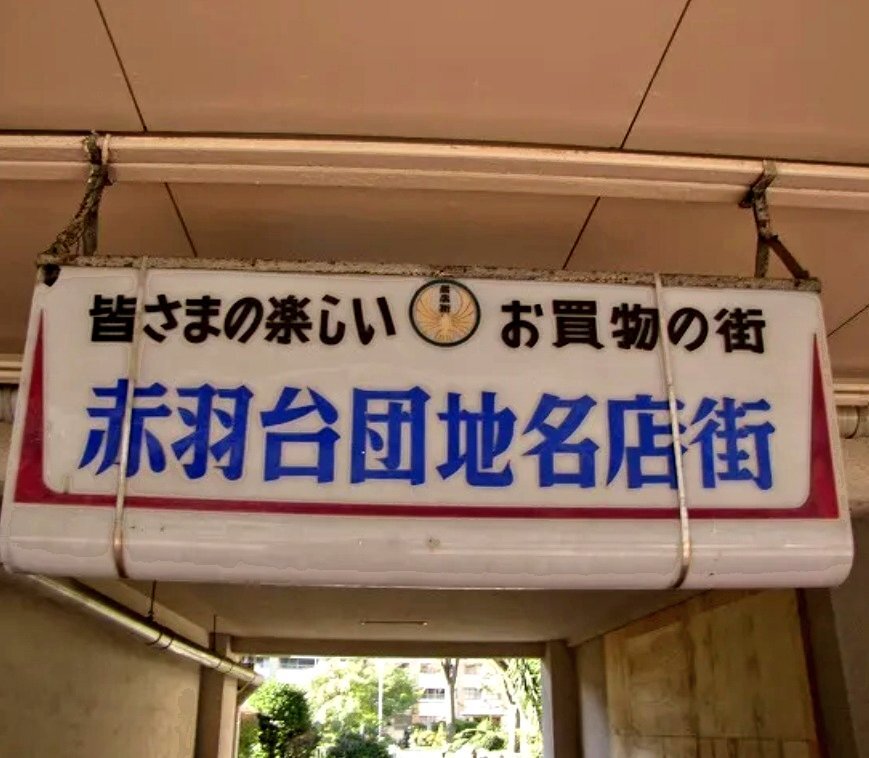 皆さまの楽しい お買物の街
赤羽台団地名店街